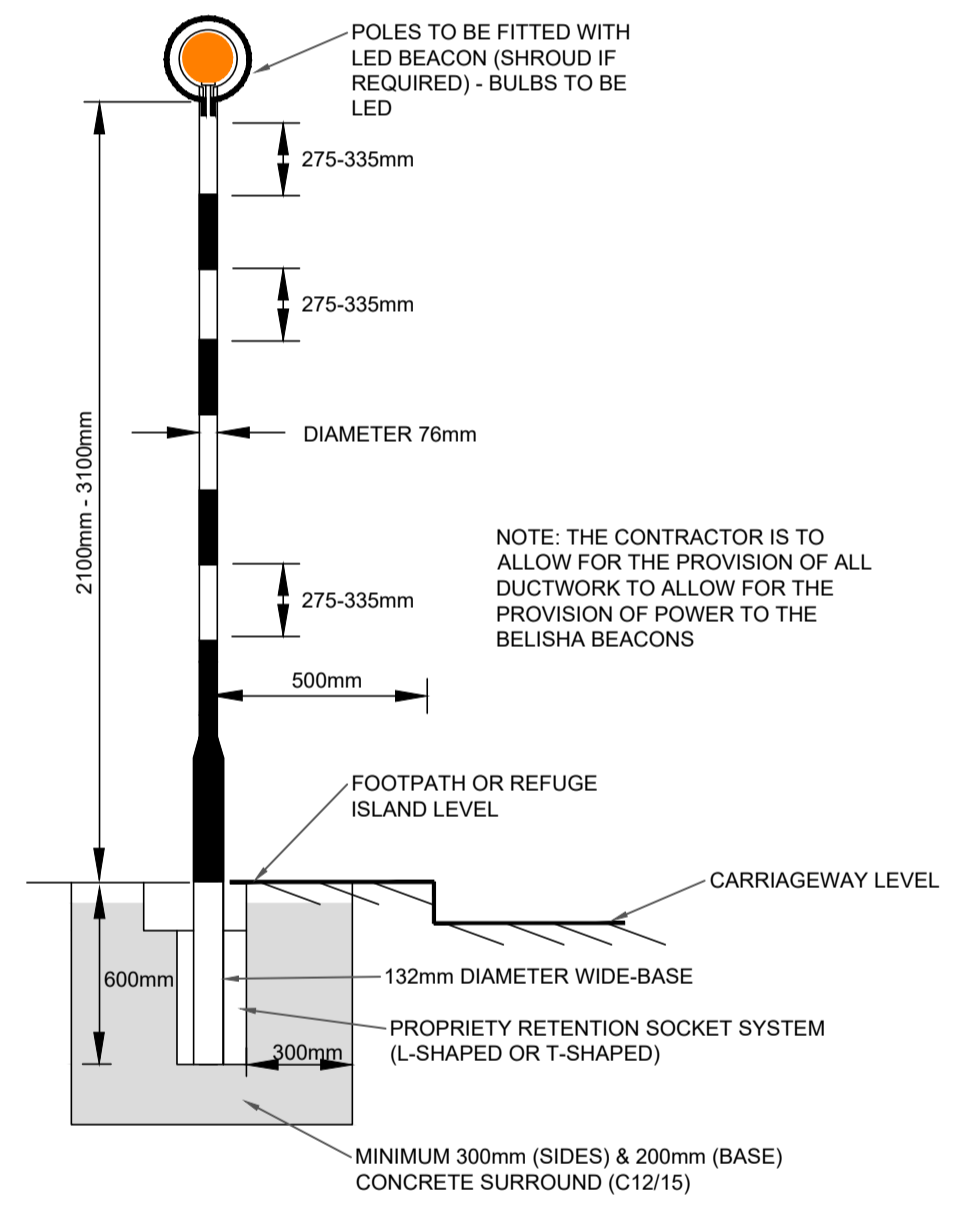 POLES TO BE FITTED WITH
LED BEACON (SHROUD IF
REQUIRED) - BULBS TO BE
LED
275-335mm
275-335mm
2100mm - 3100mm
DIAMETER 76mm
NOTE: THE CONTRACTOR IS TO
ALLOW FOR THE PROVISION OF ALL
DUCTWORK TO ALLOW FOR THE
PROVISION OF POWER TO THE
BELISHA BEACONS
275-335mm
500mm
FOOTPATH OR REFUGE
ISLAND LEVEL
CARRIAGEWAY LEVEL
600mm
132mm DIAMETER WIDE-BASE
PROPRIETY RETENTION SOCKET SYSTEM
(L-SHAPED OR T-SHAPED)
300mm
MINIMUM 300mm (SIDES) & 200mm (BASE)
CONCRETE SURROUND (C12/15)